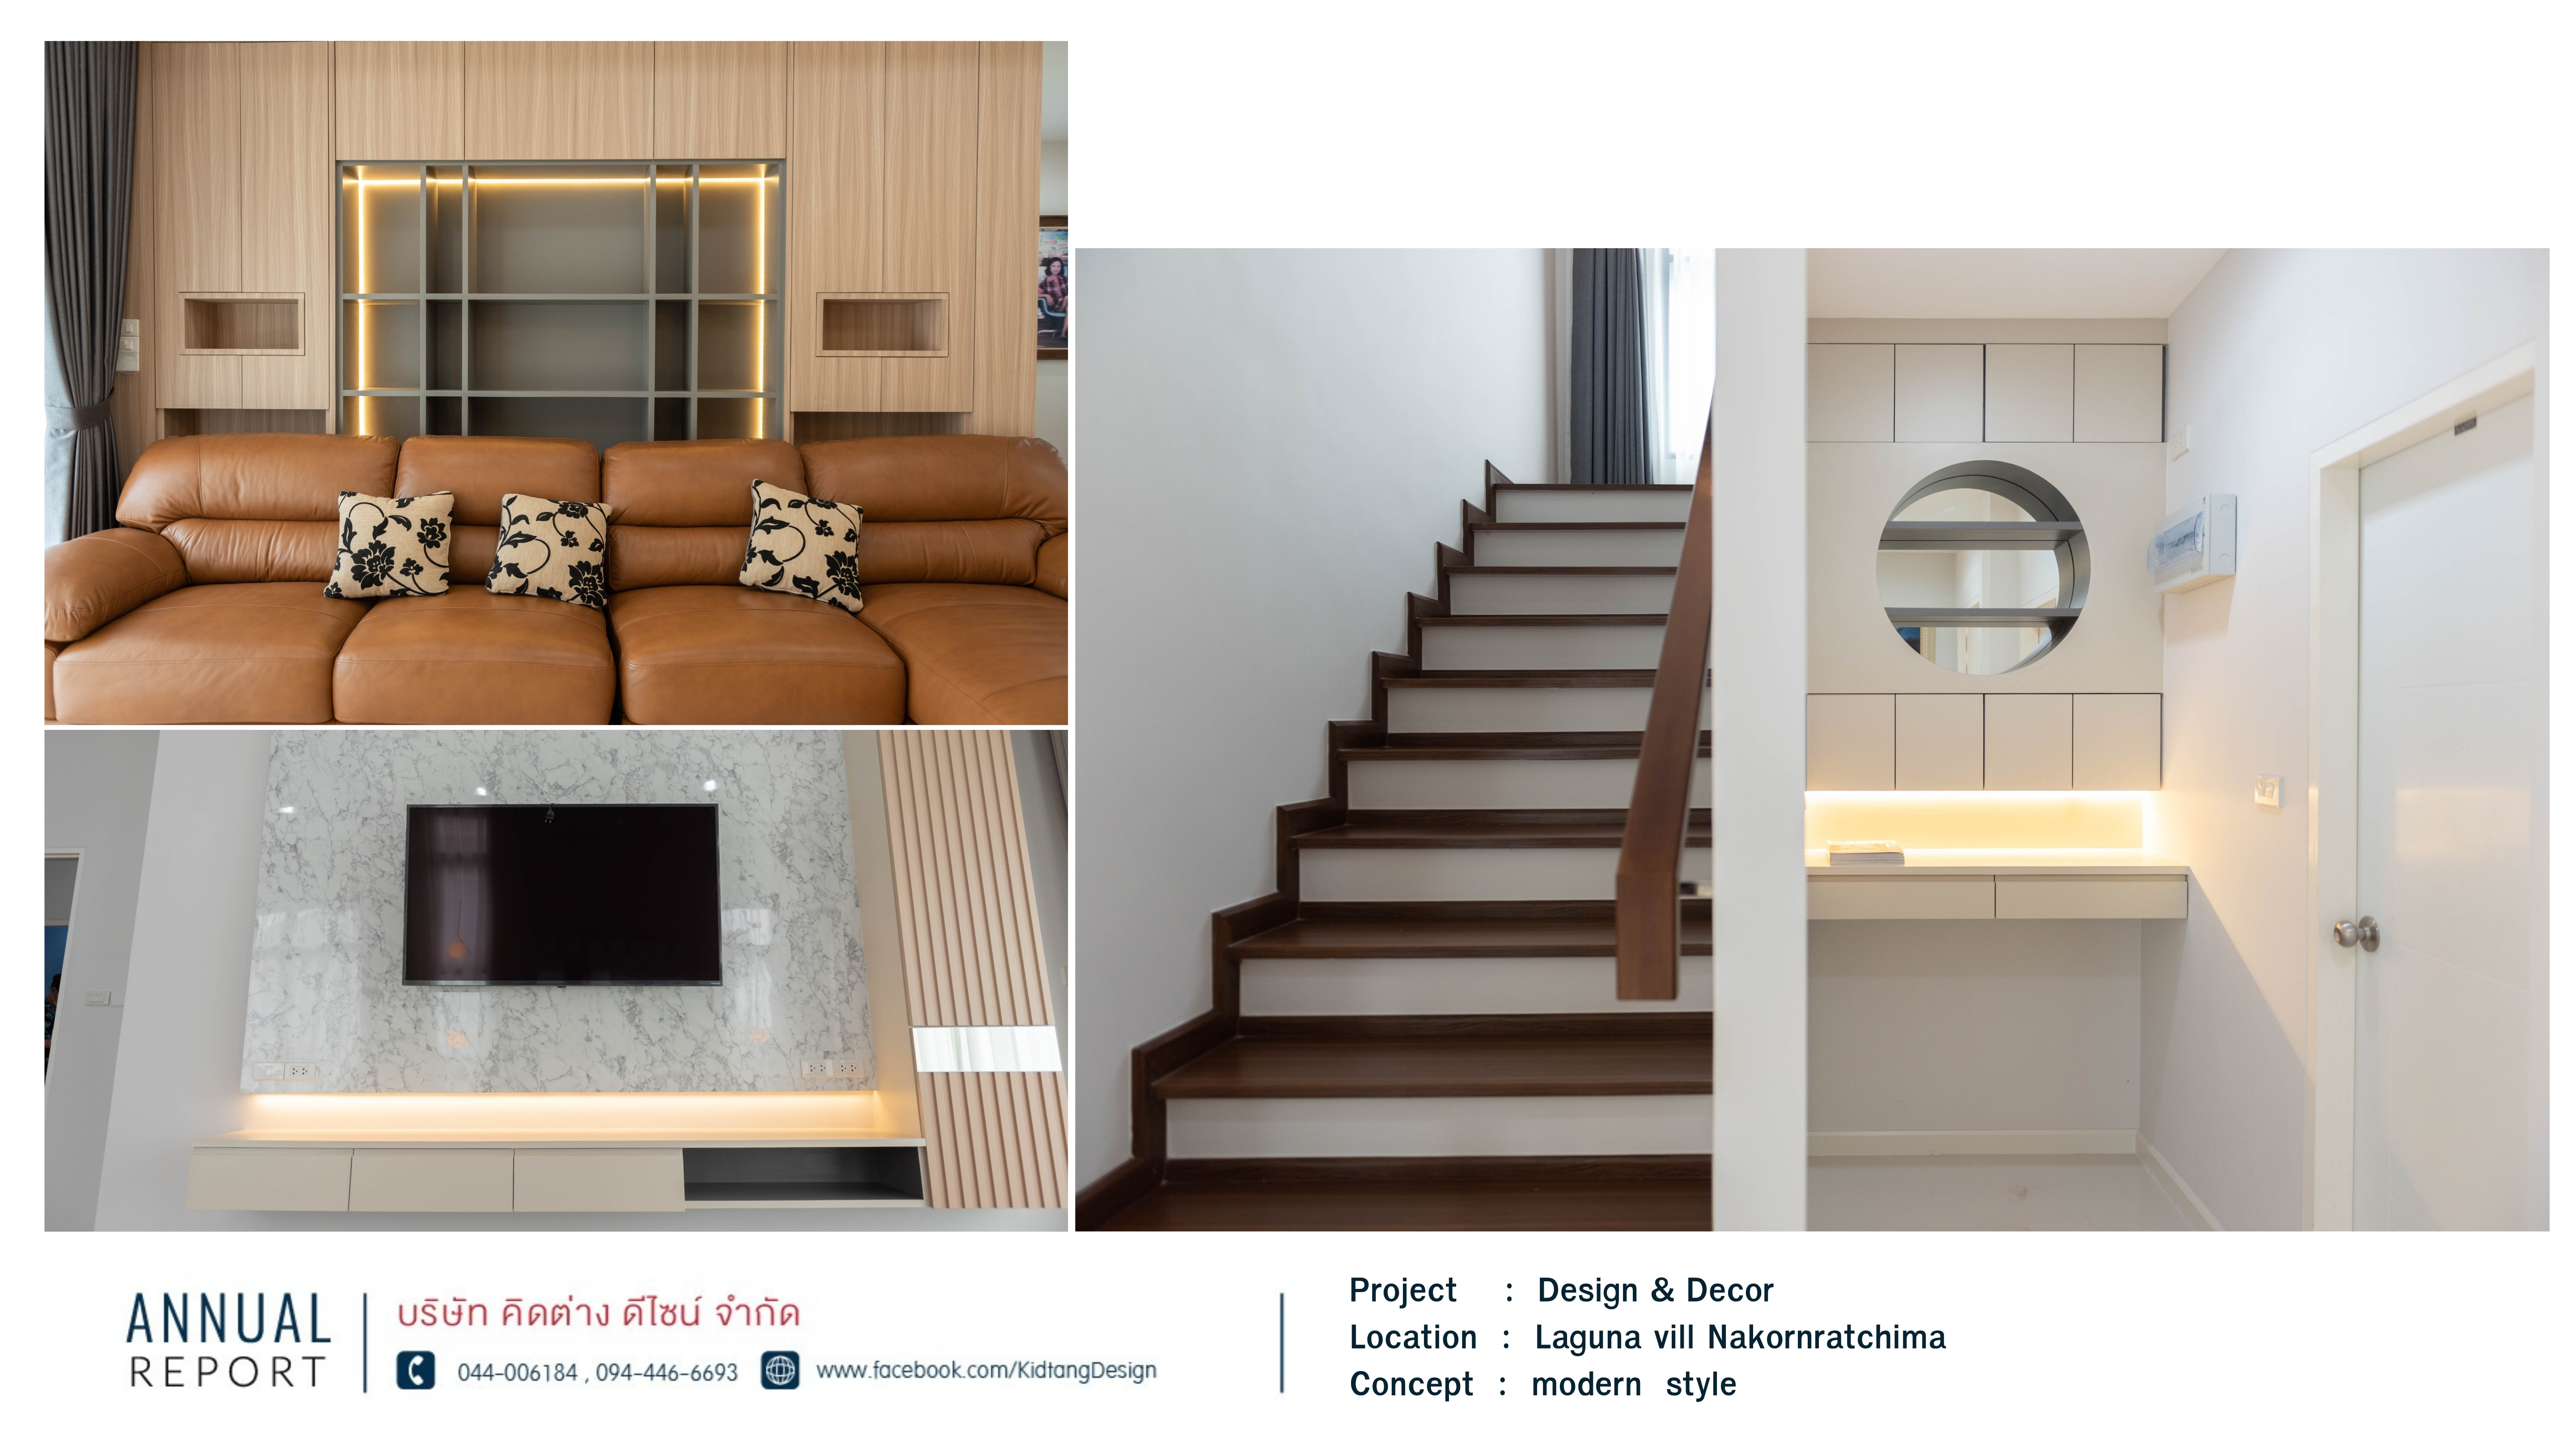 ANNUAL
REPORT
บริษัท คิดต่าง ดีไซน์ จำกัด
044-006184 , 094-446-6693 www.facebook.com/KidtangDesign
Project : Design & Decor
Location : Laguna vill Nakornratchima
Concept : modern style